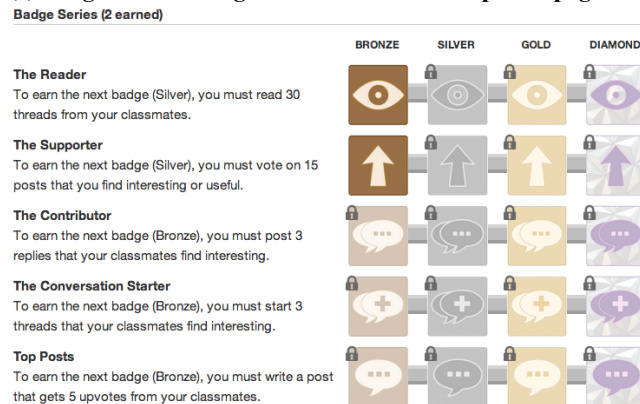 Badge Series (2 earned)
BRONZE SILVER GOLD DIAMOND
The Reader
To earn the next badge (Silver), you must read 30
threads from your classmates.
The Supporter
To earn the next badge (Silver), you must vote on 15
posts that you find interesting or useful.
The Contributor
To earn the next badge (Bronze), you must post 3
replies that your classmates find interesting.
The Conversation Starter
To earn the next badge (Bronze), you must start 3
threads that your classmates find interesting.
Top Posts
To earn the next badge (Bronze), you must write a post
that gets 5 upvotes from your classmates.